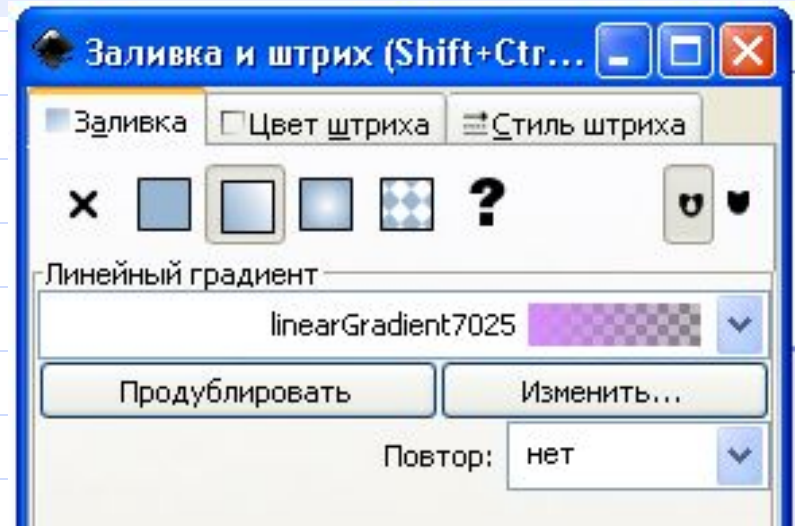 Заливка и штрих (Shift+Ctr...
Заливка Цвет штриха Стиль штриха
?
Линейный градиент
linearGradient7025
Продублировать Изменить...
Повтор: нет